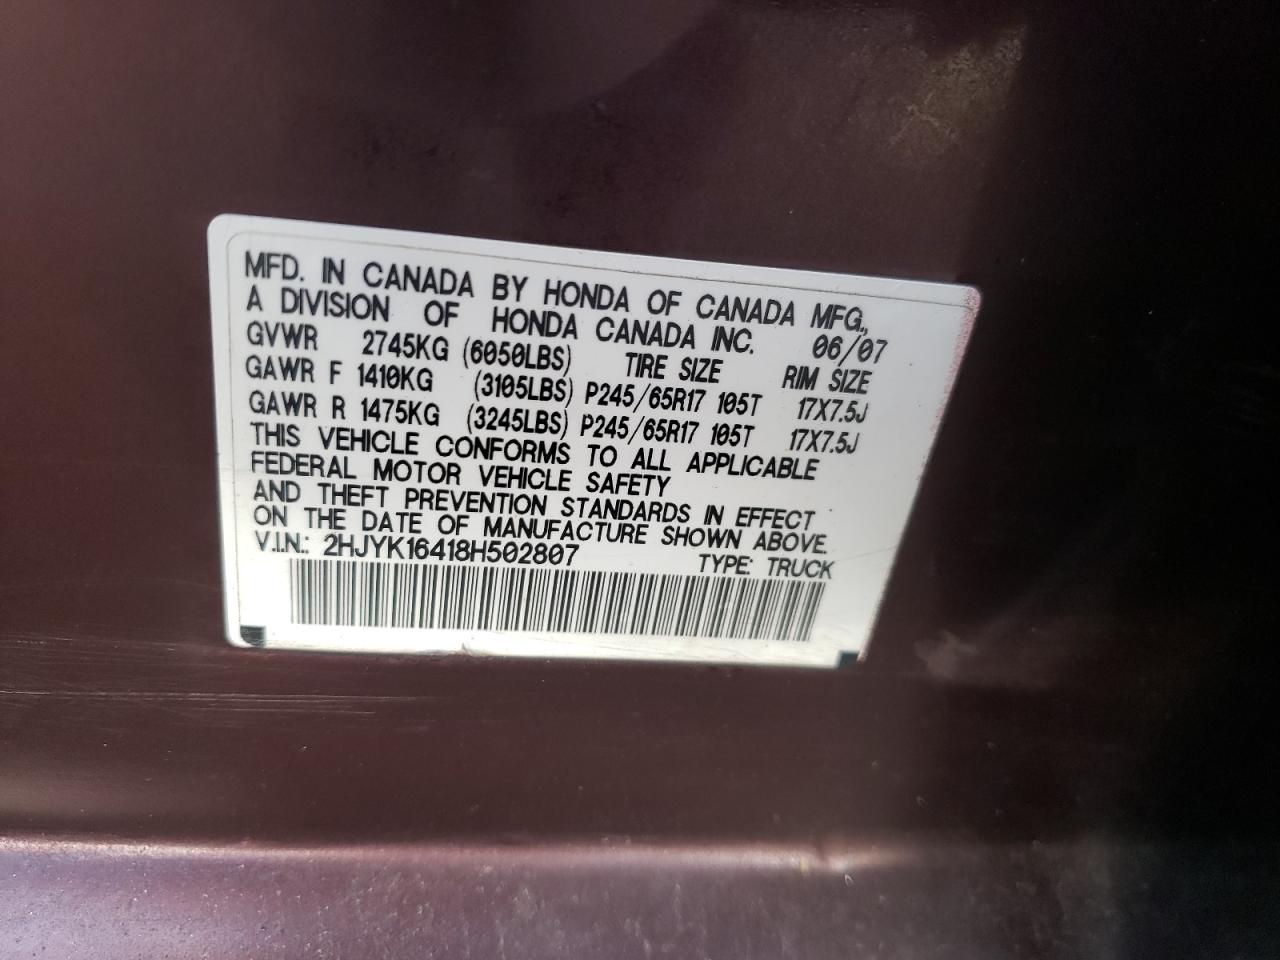 MFD. IN CANADA BY HONDA OF CANADA MFG.,
A DIVISION OF HONDA CANADA INC. 06/07
GVWR 2745KG (6050LBS) TIRE SIZE RIM SIZE
GAWR F 1410KG (3105LBS) P245/65R17 105T 17X7.5J
GAWR R 1475KG (3245LBS) P245/65R17 105T 17X7.5J
THIS VEHICLE CONFORMS TO ALL APPLICABLE
FEDERAL MOTOR VEHICLE SAFETY
AND THEFT PREVENTION STANDARDS IN EFFECT
ON THE DATE OF MANUFACTURE SHOWN ABOVE.
V.I.N.: 2HJYK16418H502807 TYPE: TRUCK